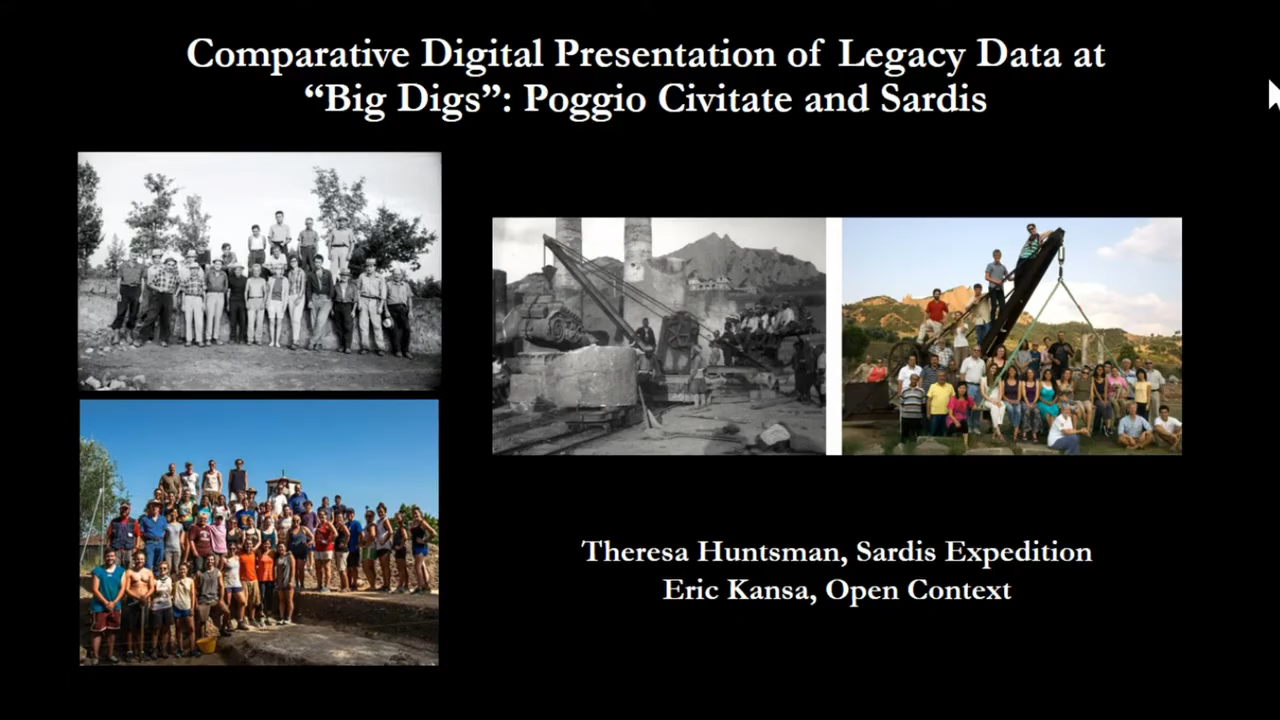 Comparative Digital Presentation of Legacy Data at
“Big Digs”: Poggio Civitate and Sardis
Theresa Huntsman, Sardis Expedition
Eric Kansa, Open Context